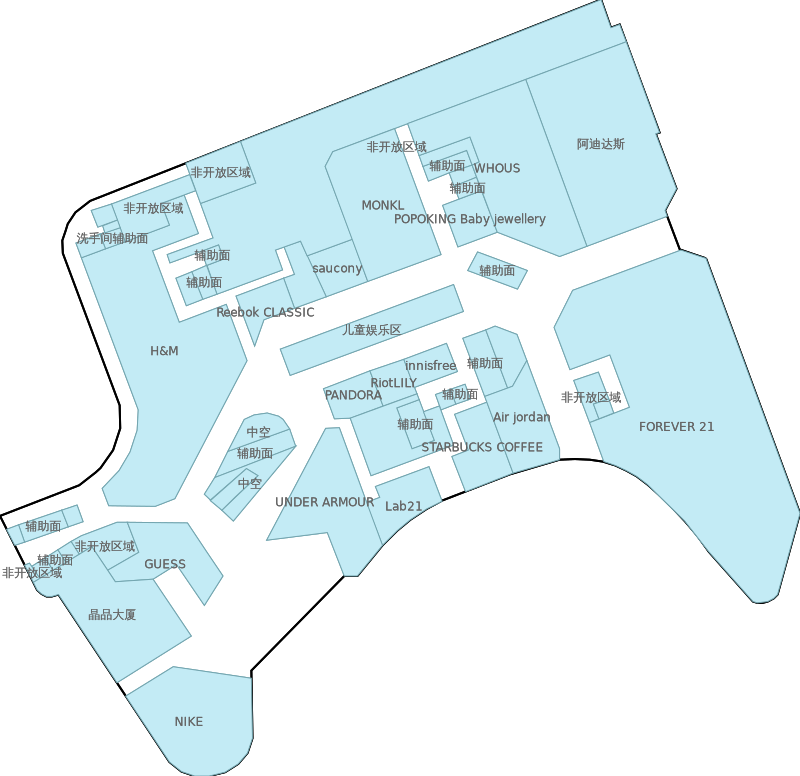 阿迪达斯
非开放区域
辅助面
WHOUS
非开放区域
辅助面
MONKL
非开放区域
POPOKING Baby jewellery
洗手间辅助面
辅助面
saucony
辅助面
辅助面
Reebok CLASSIC
儿童娱乐区
H&M
innisfree
辅助面
RiotLILY
PANDORA
辅助面
非开放区域
Air jordan
辅助面
FOREVER 21
中空
STARBUCKS COFFEE
辅助面
中空
UNDER ARMOUR
Lab21
辅助面
非开放区域
辅助面
GUESS
非开放区域
晶品大厦
NIKE